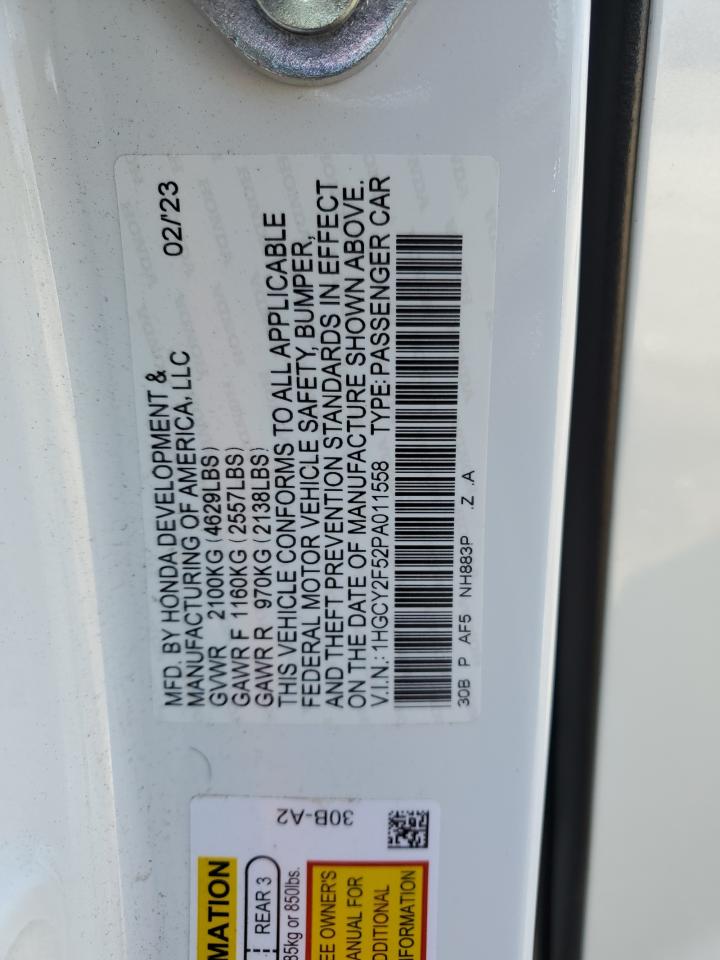 MFD. BY HONDA DEVELOPMENT & 02/'23
MANUFACTURING OF AMERICA, LLC
GVWR 2100KG (4629LBS)
GAWR F 1160KG (2557LBS)
GAWR R 970KG (2138LBS)
THIS VEHICLE CONFORMS TO ALL APPLICABLE
FEDERAL MOTOR VEHICLE SAFETY, BUMPER,
AND THEFT PREVENTION STANDARDS IN EFFECT
ON THE DATE OF MANUFACTURE SHOWN ABOVE.
V.I.N.: 1HGCY2F52PA011558 TYPE: PASSENGER CAR
30B P AF5 NH883P .Z .A
30B-A2
MATION
REAR 3
85kg or 850lbs.
EE OWNER'S
ANUAL FOR
DDITIONAL
NFORMATION